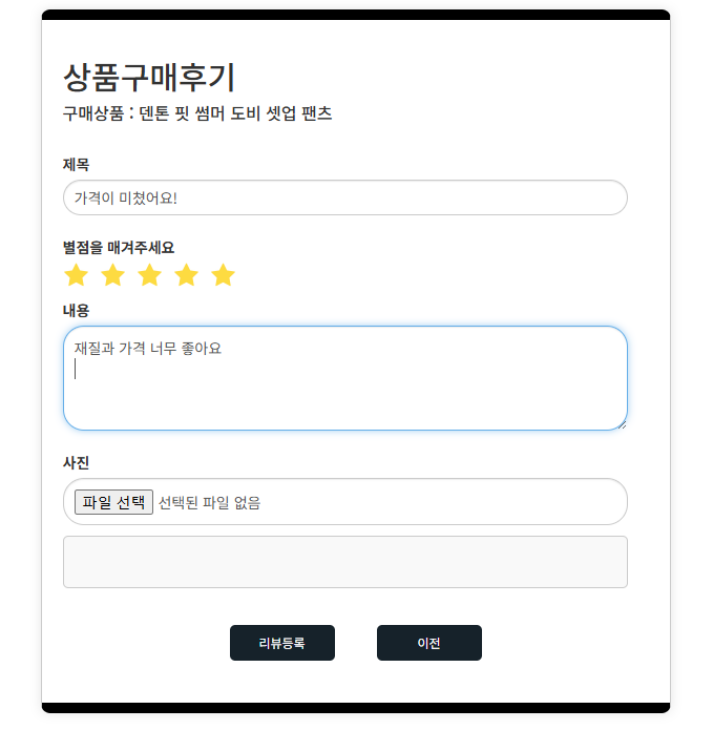 상품구매후기
구매상품 : 덴톤 핏 썸머 도비 셋업 팬츠
제목
가격이 미쳤어요!
별점을 매겨주세요
내용
재질과 가격 너무 좋아요
사진
파일 선택 선택된 파일 없음
리뷰등록 이전